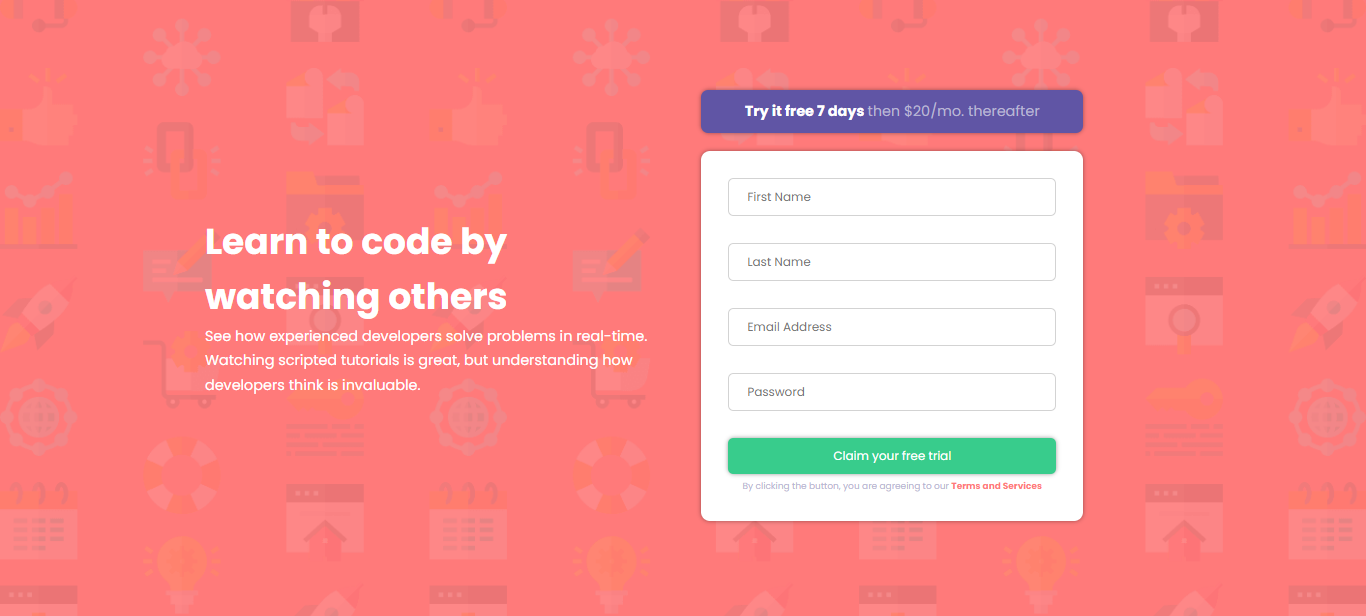 Learn to code by
watching others
See how experienced developers solve problems in real-time.
Watching scripted tutorials is great, but understanding how
developers think is invaluable.
Try it free 7 days then $20/mo. thereafter
First Name
Last Name
Email Address
Password
Claim your free trial
By clicking the button, you are agreeing to our Terms and Services